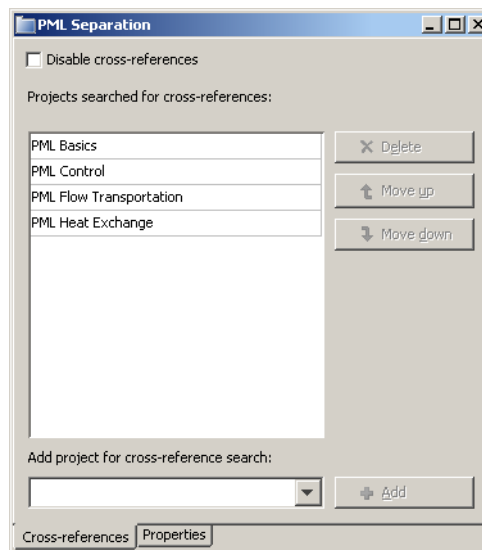 PML Separation
Disable cross-references
Projects searched for cross-references:
PML Basics
PML Control
PML Flow Transportation
PML Heat Exchange
Delete
Move up
Move down
Add project for cross-reference search:
Add
Cross-references Properties